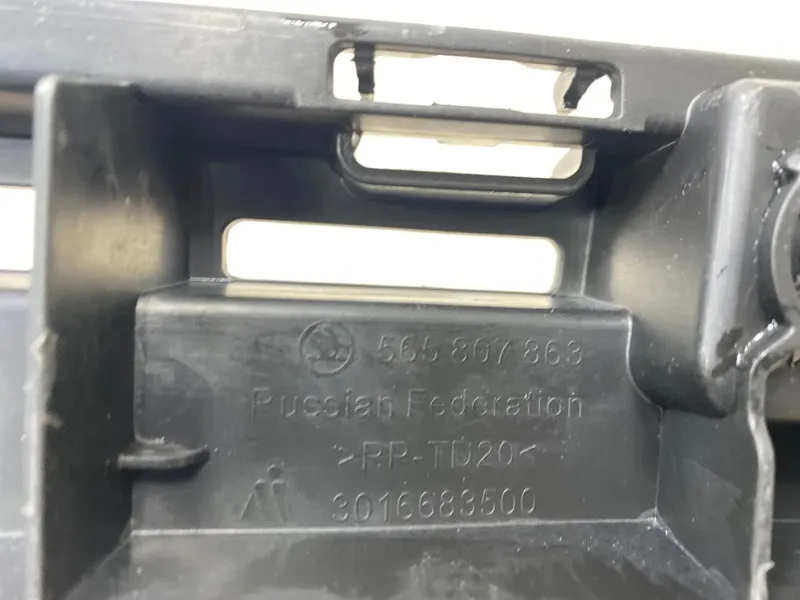 565 807 863
Russian Federation
>PP-TD20<
3016683500